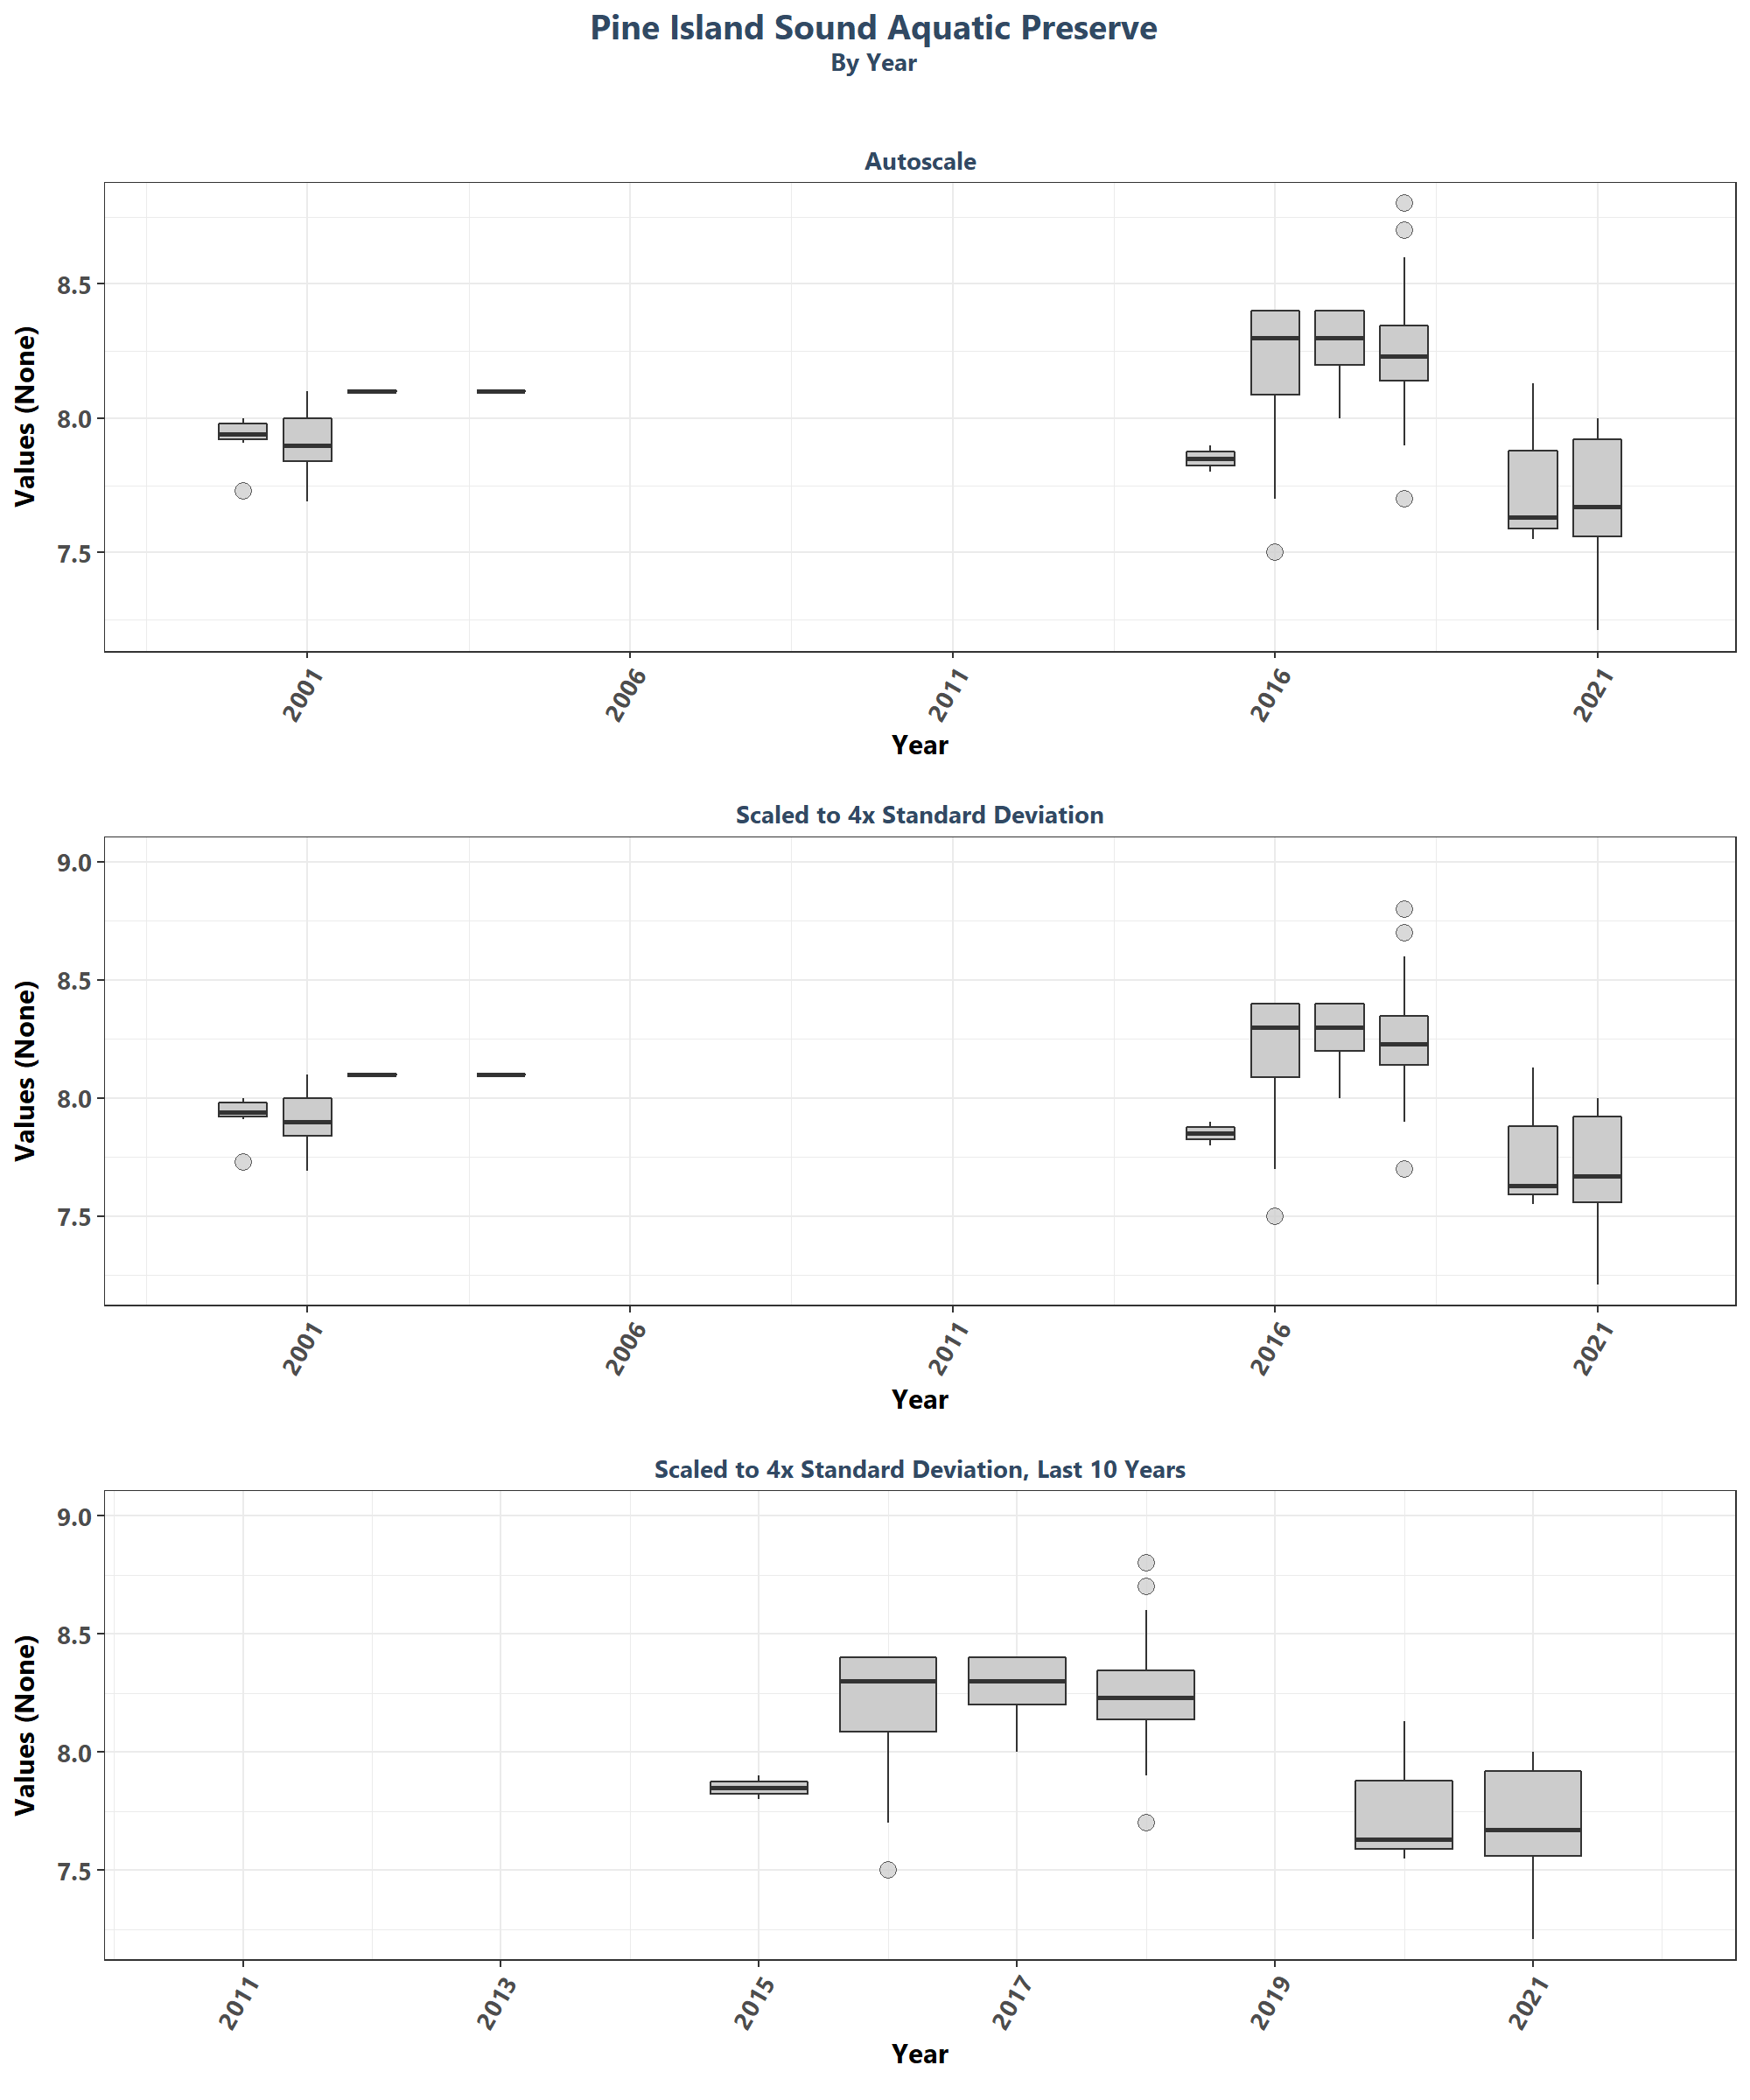 Pine Island Sound Aquatic Preserve
By Year
Autoscale
Values (None)
8.5
8.0
7.5
2001
2006
2011
2016
2021
Year
Scaled to 4x Standard Deviation
Values (None)
9.0
8.5
8.0
7.5
2001
2006
2011
2016
2021
Year
Scaled to 4x Standard Deviation, Last 10 Years
Values (None)
9.0
8.5
8.0
7.5
2011
2013
2015
2017
2019
2021
Year